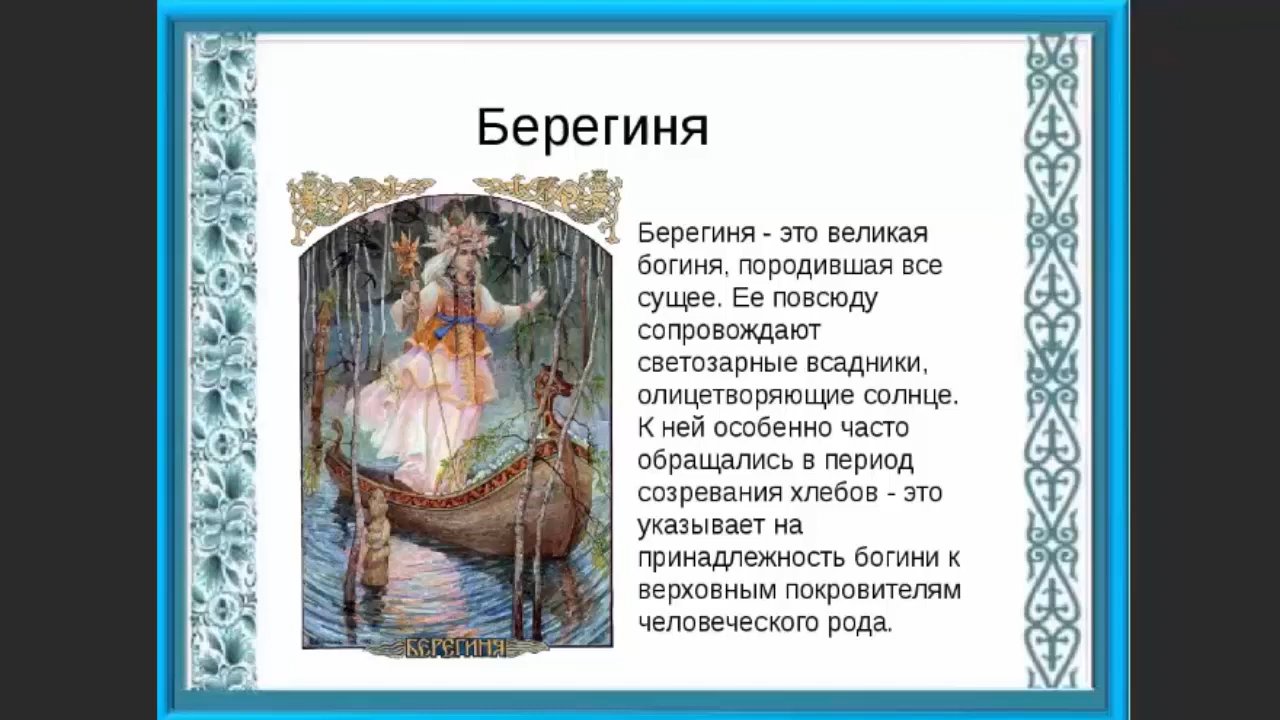 Берегиня
Берегиня - это великая
богиня, породившая все
сущее. Ее повсюду
сопровождают
светозарные всадники,
олицетворяющие солнце.
К ней особенно часто
обращались в период
созревания хлебов - это
указывает на
принадлежность богини к
верховным покровителям
человеческого рода.
БЕРЕГИНЯ